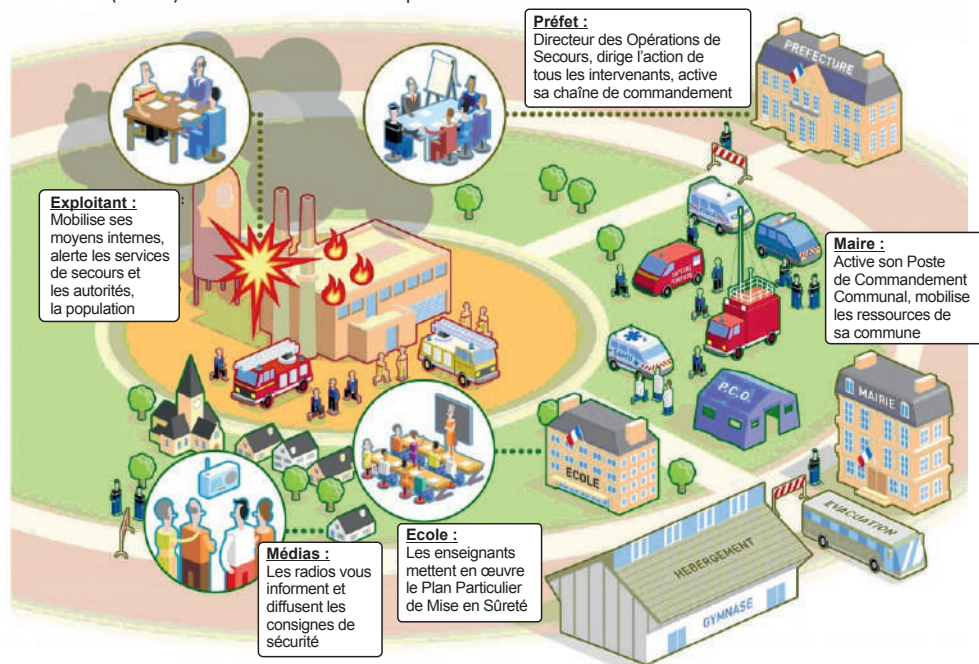 Préfet :
Directeur des Opérations de
Secours, dirige l'action de
tous les intervenants, active
sa chaîne de commandement
PREFECTURE
Exploitant :
Mobilise ses
moyens internes,
alerte les services
de secours et
les autorités,
la population
:
Maire :
Active son Poste
de Commandement
Communal, mobilise
les ressources de
sa commune
SAPEURS
POMPIERS
SAMU
P.C.O.
MAIRIE
ECOLE
EVACUATION
HEBERGEMENT
GYMNASE
Médias :
Les radios vous
informent et
diffusent les
consignes de
sécurité
Ecole :
Les enseignants
mettent en œuvre
le Plan Particulier
de Mise en Sûreté